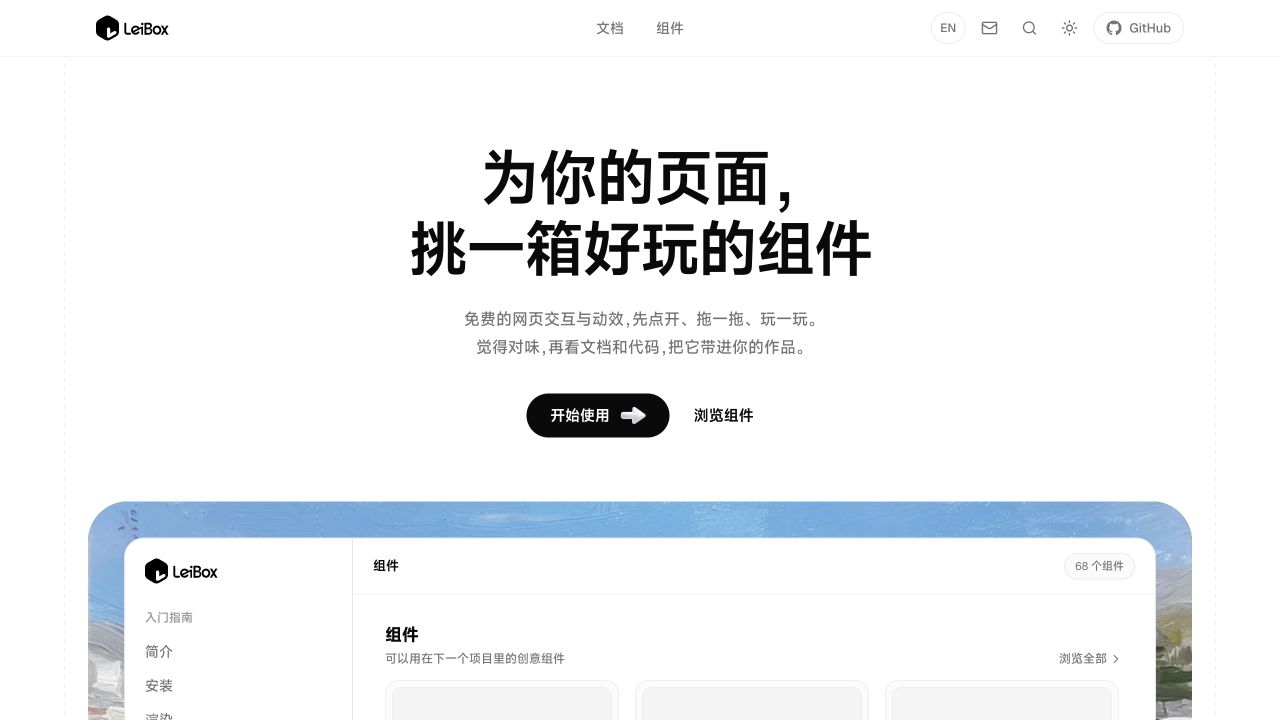 LeiBox
文档
组件
EN
GitHub
为你的页面，
挑一箱好玩的组件
免费的网页交互与动效，先点开、拖一拖、玩一玩。
觉得对味，再看文档和代码，把它带进你的作品。
开始使用
浏览组件
LeiBox
组件
68 个组件
入门指南
组件
简介
可以用在下一个项目里的创意组件
浏览全部
安装
渲染